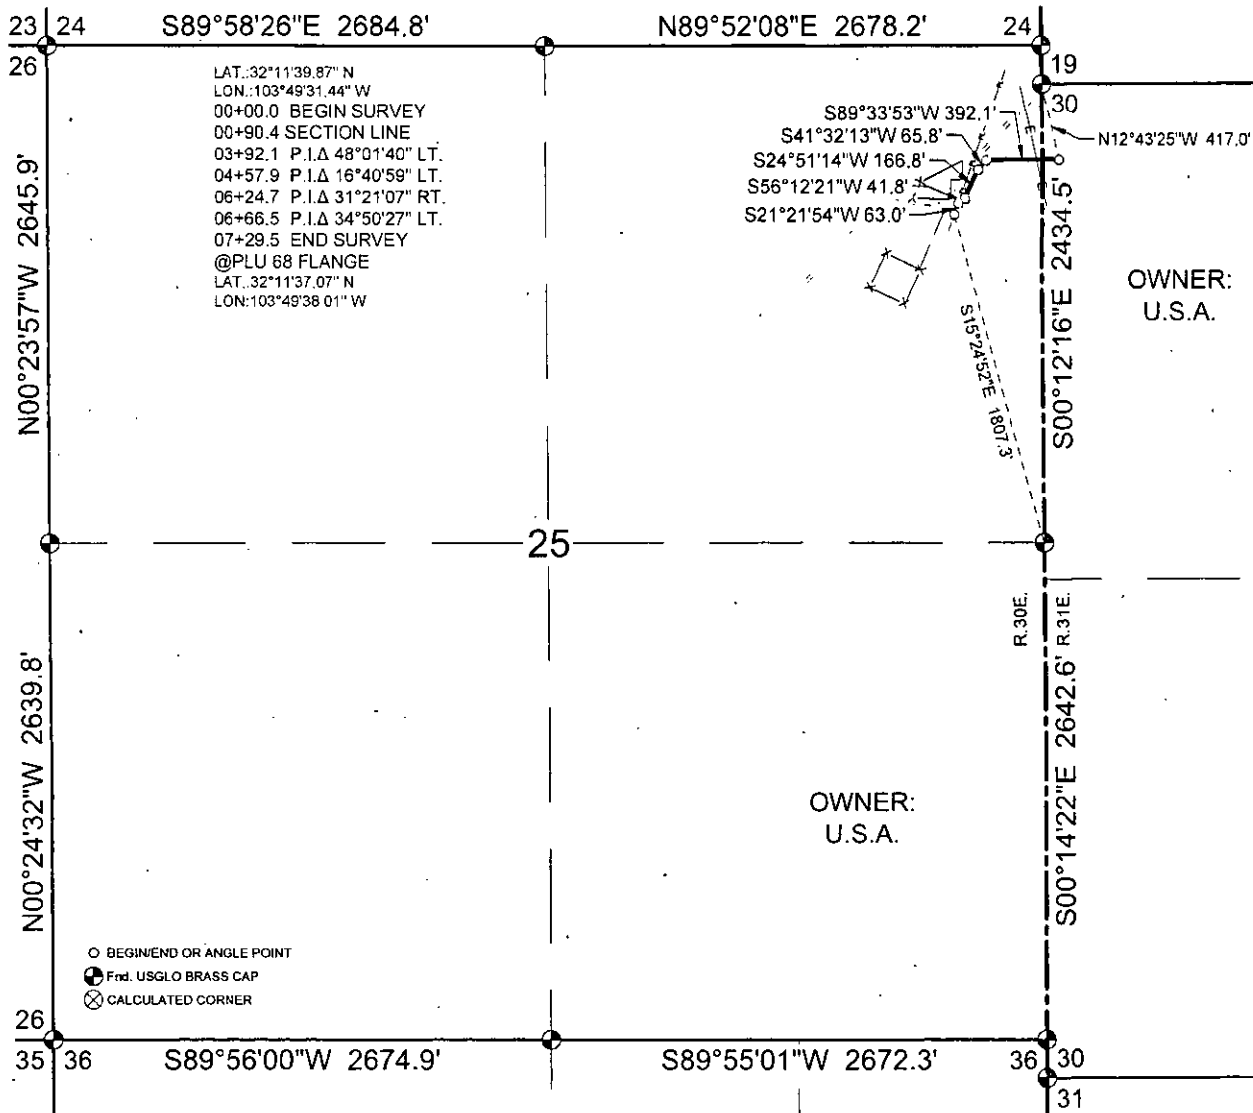 23 24
S89°58'26"E 2684.8'
N89°52'08"E 2678.2'
24
26
19
30
LAT.:32°11'39.87" N
LON.:103°49'31.44" W
00+00.0 BEGIN SURVEY
00+90.4 SECTION LINE
03+92.1 P.I.Δ 48°01'40" LT.
04+57.9 P.I.Δ 16°40'59" LT.
06+24.7 P.I.Δ 31°21'07" RT.
06+66.5 P.I.Δ 34°50'27" LT.
07+29.5 END SURVEY
@PLU 68 FLANGE
LAT.:32°11'37.07" N
LON:103°49'38 01" W
S89°33'53"W 392.1'
S41°32'13"W 65.8'
S24°51'14"W 166.8'
S56°12'21"W 41.8'
S21°21'54"W 63.0'
E
N12°43'25"W 417.0'
N00°23'57"W 2645.9'
S15°24'52"E 1807.3'
S00°12'16"E 2434.5'
OWNER:
U.S.A.
25
R.30E.
R.31E.
N00°24'32"W 2639.8'
S00°14'22"E 2642.6'
OWNER:
U.S.A.
BEGIN/END OR ANGLE POINT
Fnd. USGLO BRASS CAP
CALCULATED CORNER
26
35 36
S89°56'00"W 2674.9'
S89°55'01"W 2672.3'
36 30
31